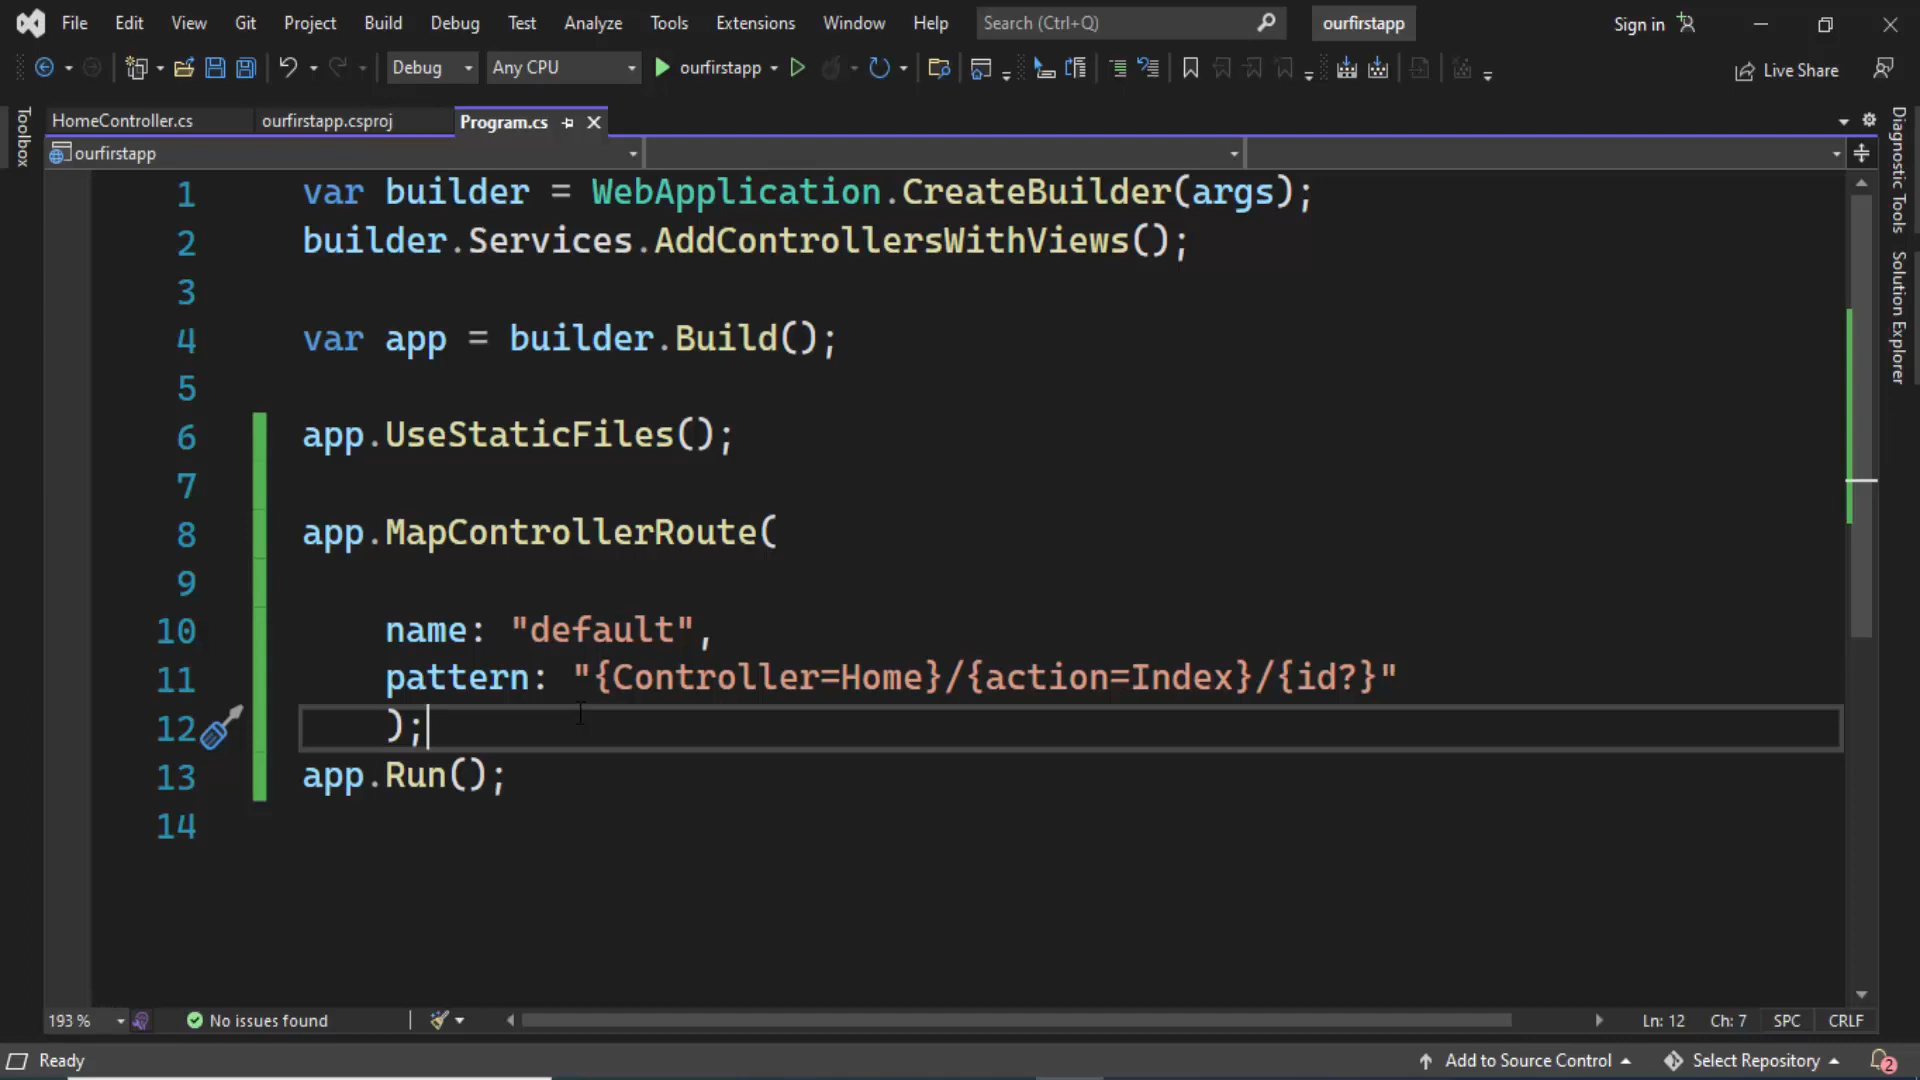 File Edit View Git Project Build Debug Test Analyze Tools Extensions Window Help Search (Ctrl+Q) ourfirstapp Sign in
Debug Any CPU ourfirstapp Live Share
HomeController.cs ourfirstapp.csproj Program.cs
ourfirstapp
Toolbox
Diagnostic Tools
Solution Explorer
1 var builder = WebApplication.CreateBuilder(args);
2 builder.Services.AddControllersWithViews();
3
4 var app = builder.Build();
5
6 app.UseStaticFiles();
7
8 app.MapControllerRoute(
9
10 name: "default",
11 pattern: "{Controller=Home}/{action=Index}/{id?}"
12 );
13 app.Run();
14
193 % No issues found Ln: 12 Ch: 7 SPC CRLF
Ready Add to Source Control Select Repository 2